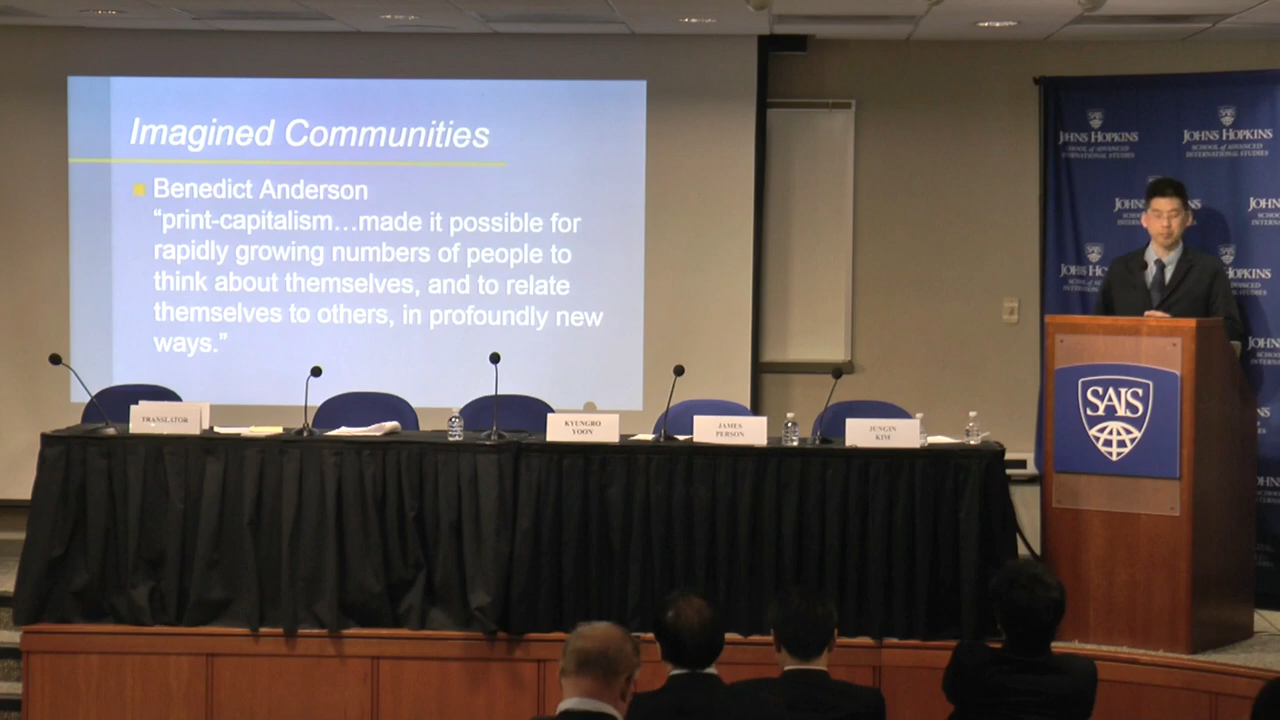 Imagined Communities
Benedict Anderson
“print-capitalism…made it possible for
rapidly growing numbers of people to
think about themselves, and to relate
themselves to others, in profoundly new
ways.”
TRANSLATOR
KYUNGRO
YOON
JAMES
PERSON
JUNGIN
KIM
SAIS
SAIS
JOHNS HOPKINS
SCHOOL of ADVANCED
INTERNATIONAL STUDIES
SAIS
JOHNS HOPKINS
SCHOOL of ADVANCED
INTERNATIONAL STUDIES